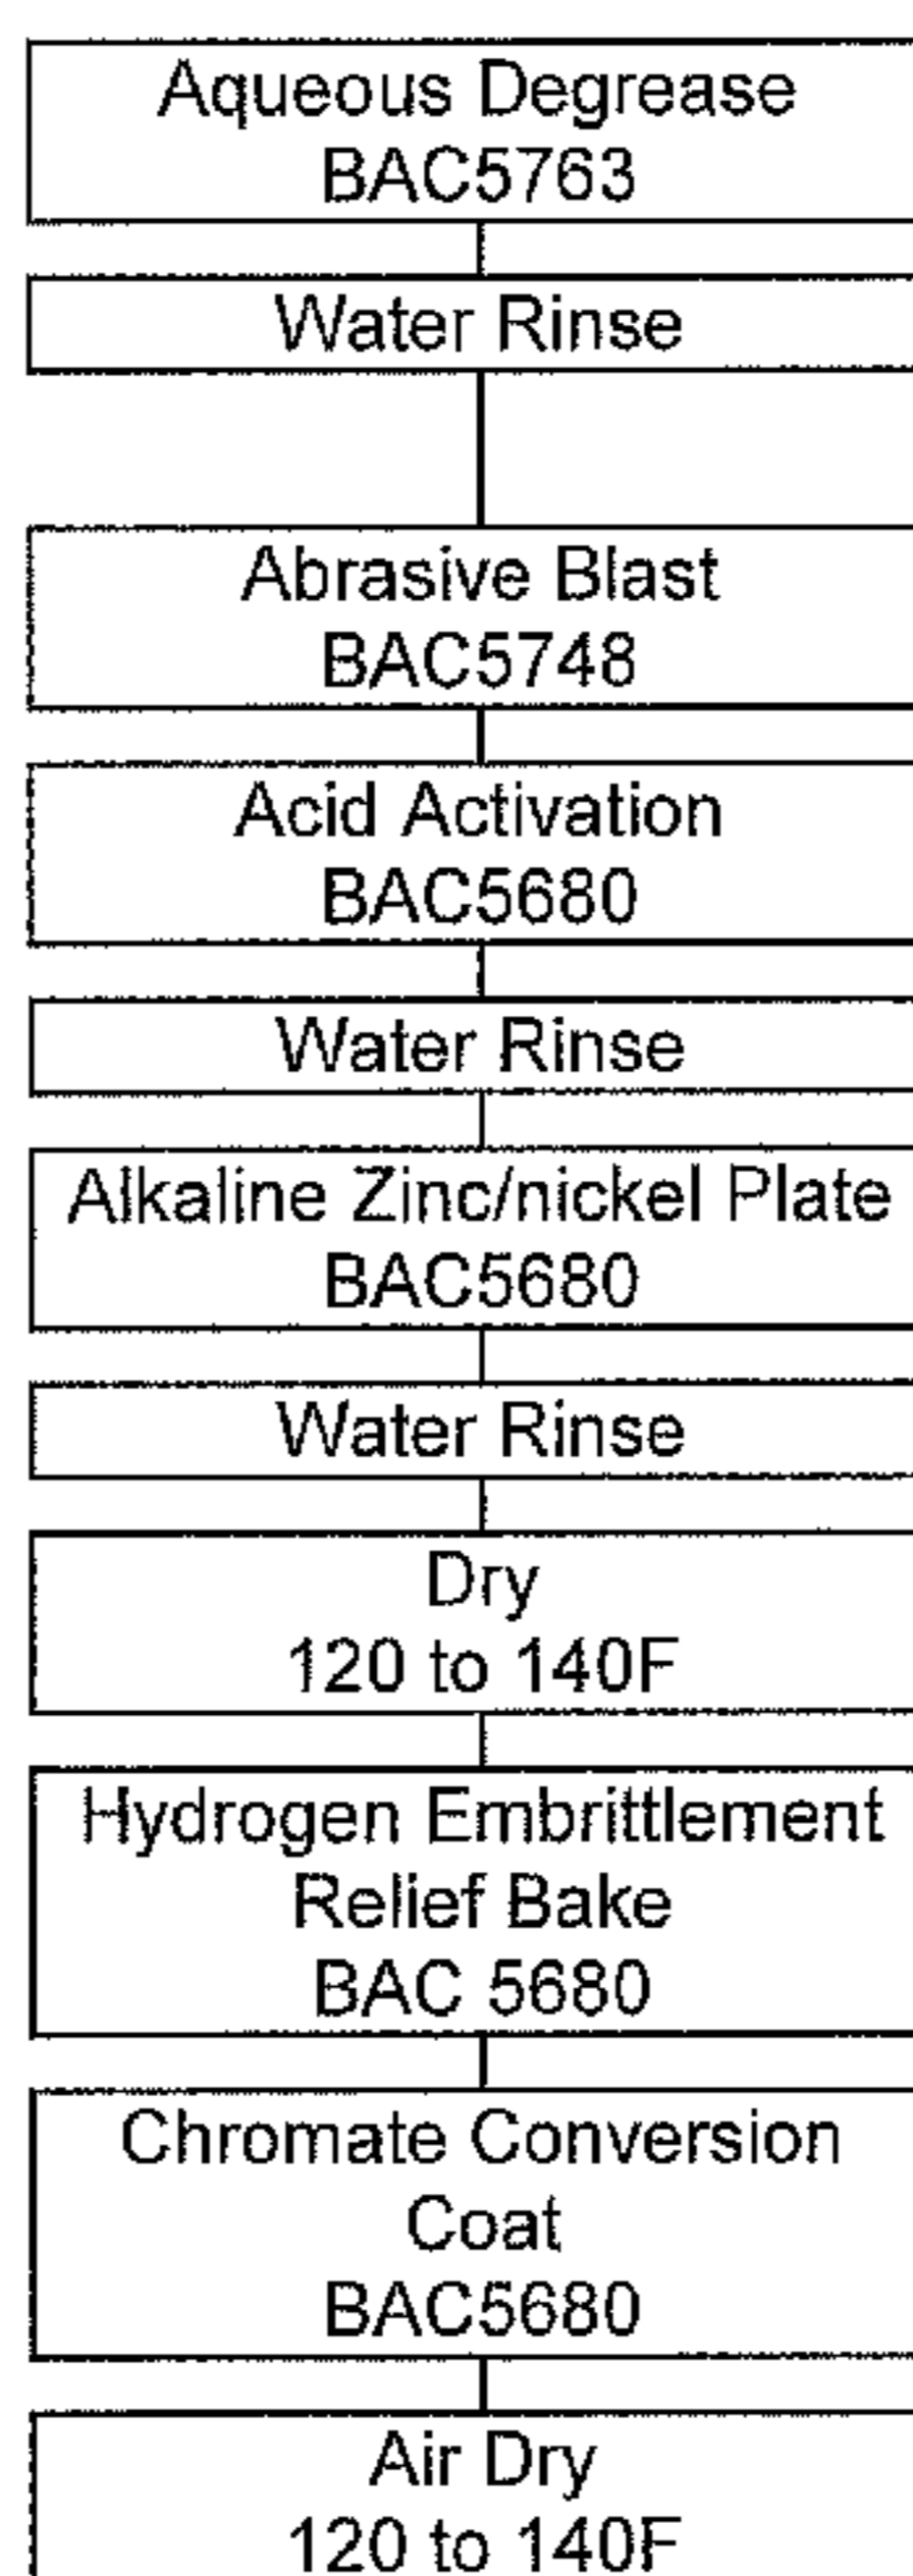 Aqueous Degrease
BAC5763
Water Rinse
Abrasive Blast
BAC5748
Acid Activation
BAC5680
Water Rinse
Alkaline Zinc/nickel Plate
BAC5680
Water Rinse
Dry
120 to 140F
Hydrogen Embrittlement
Relief Bake
BAC 5680
Chromate Conversion
Coat
BAC5680
Air Dry
120 to 140F